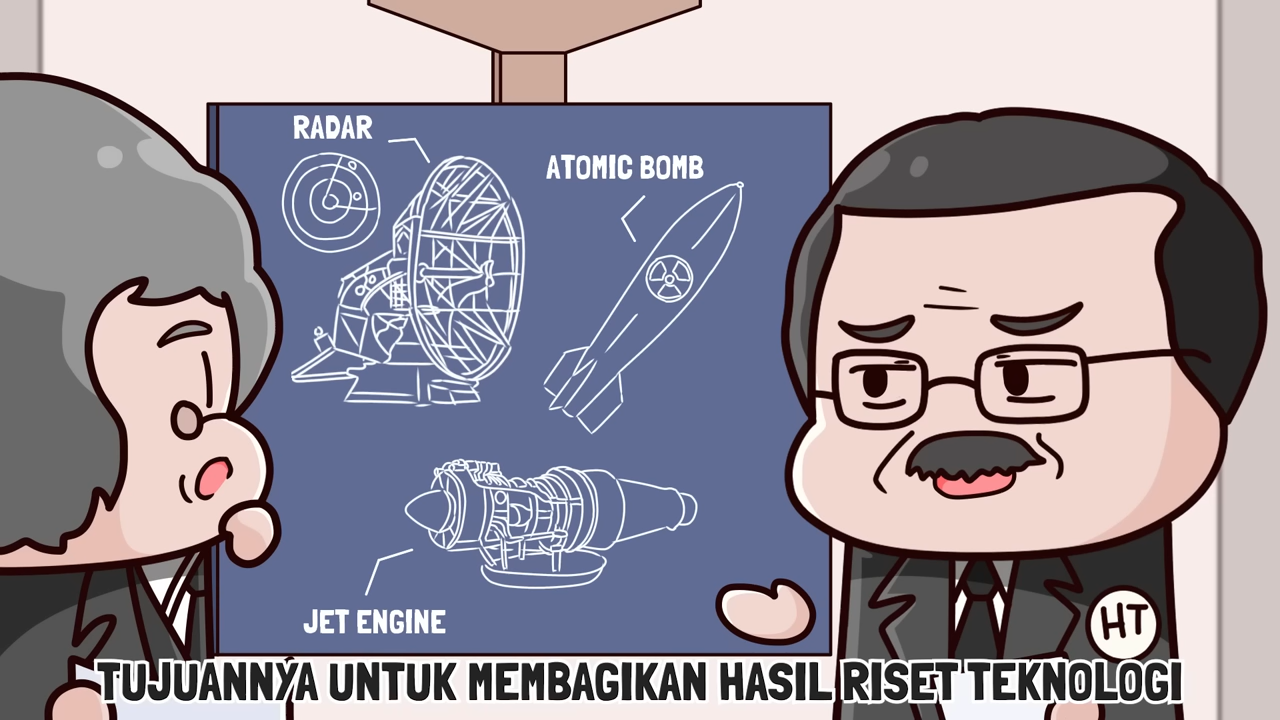 RADAR
ATOMIC BOMB
JET ENGINE
HT
TUJUANNYA UNTUK MEMBAGIKAN HASIL RISET TEKNOLOGI